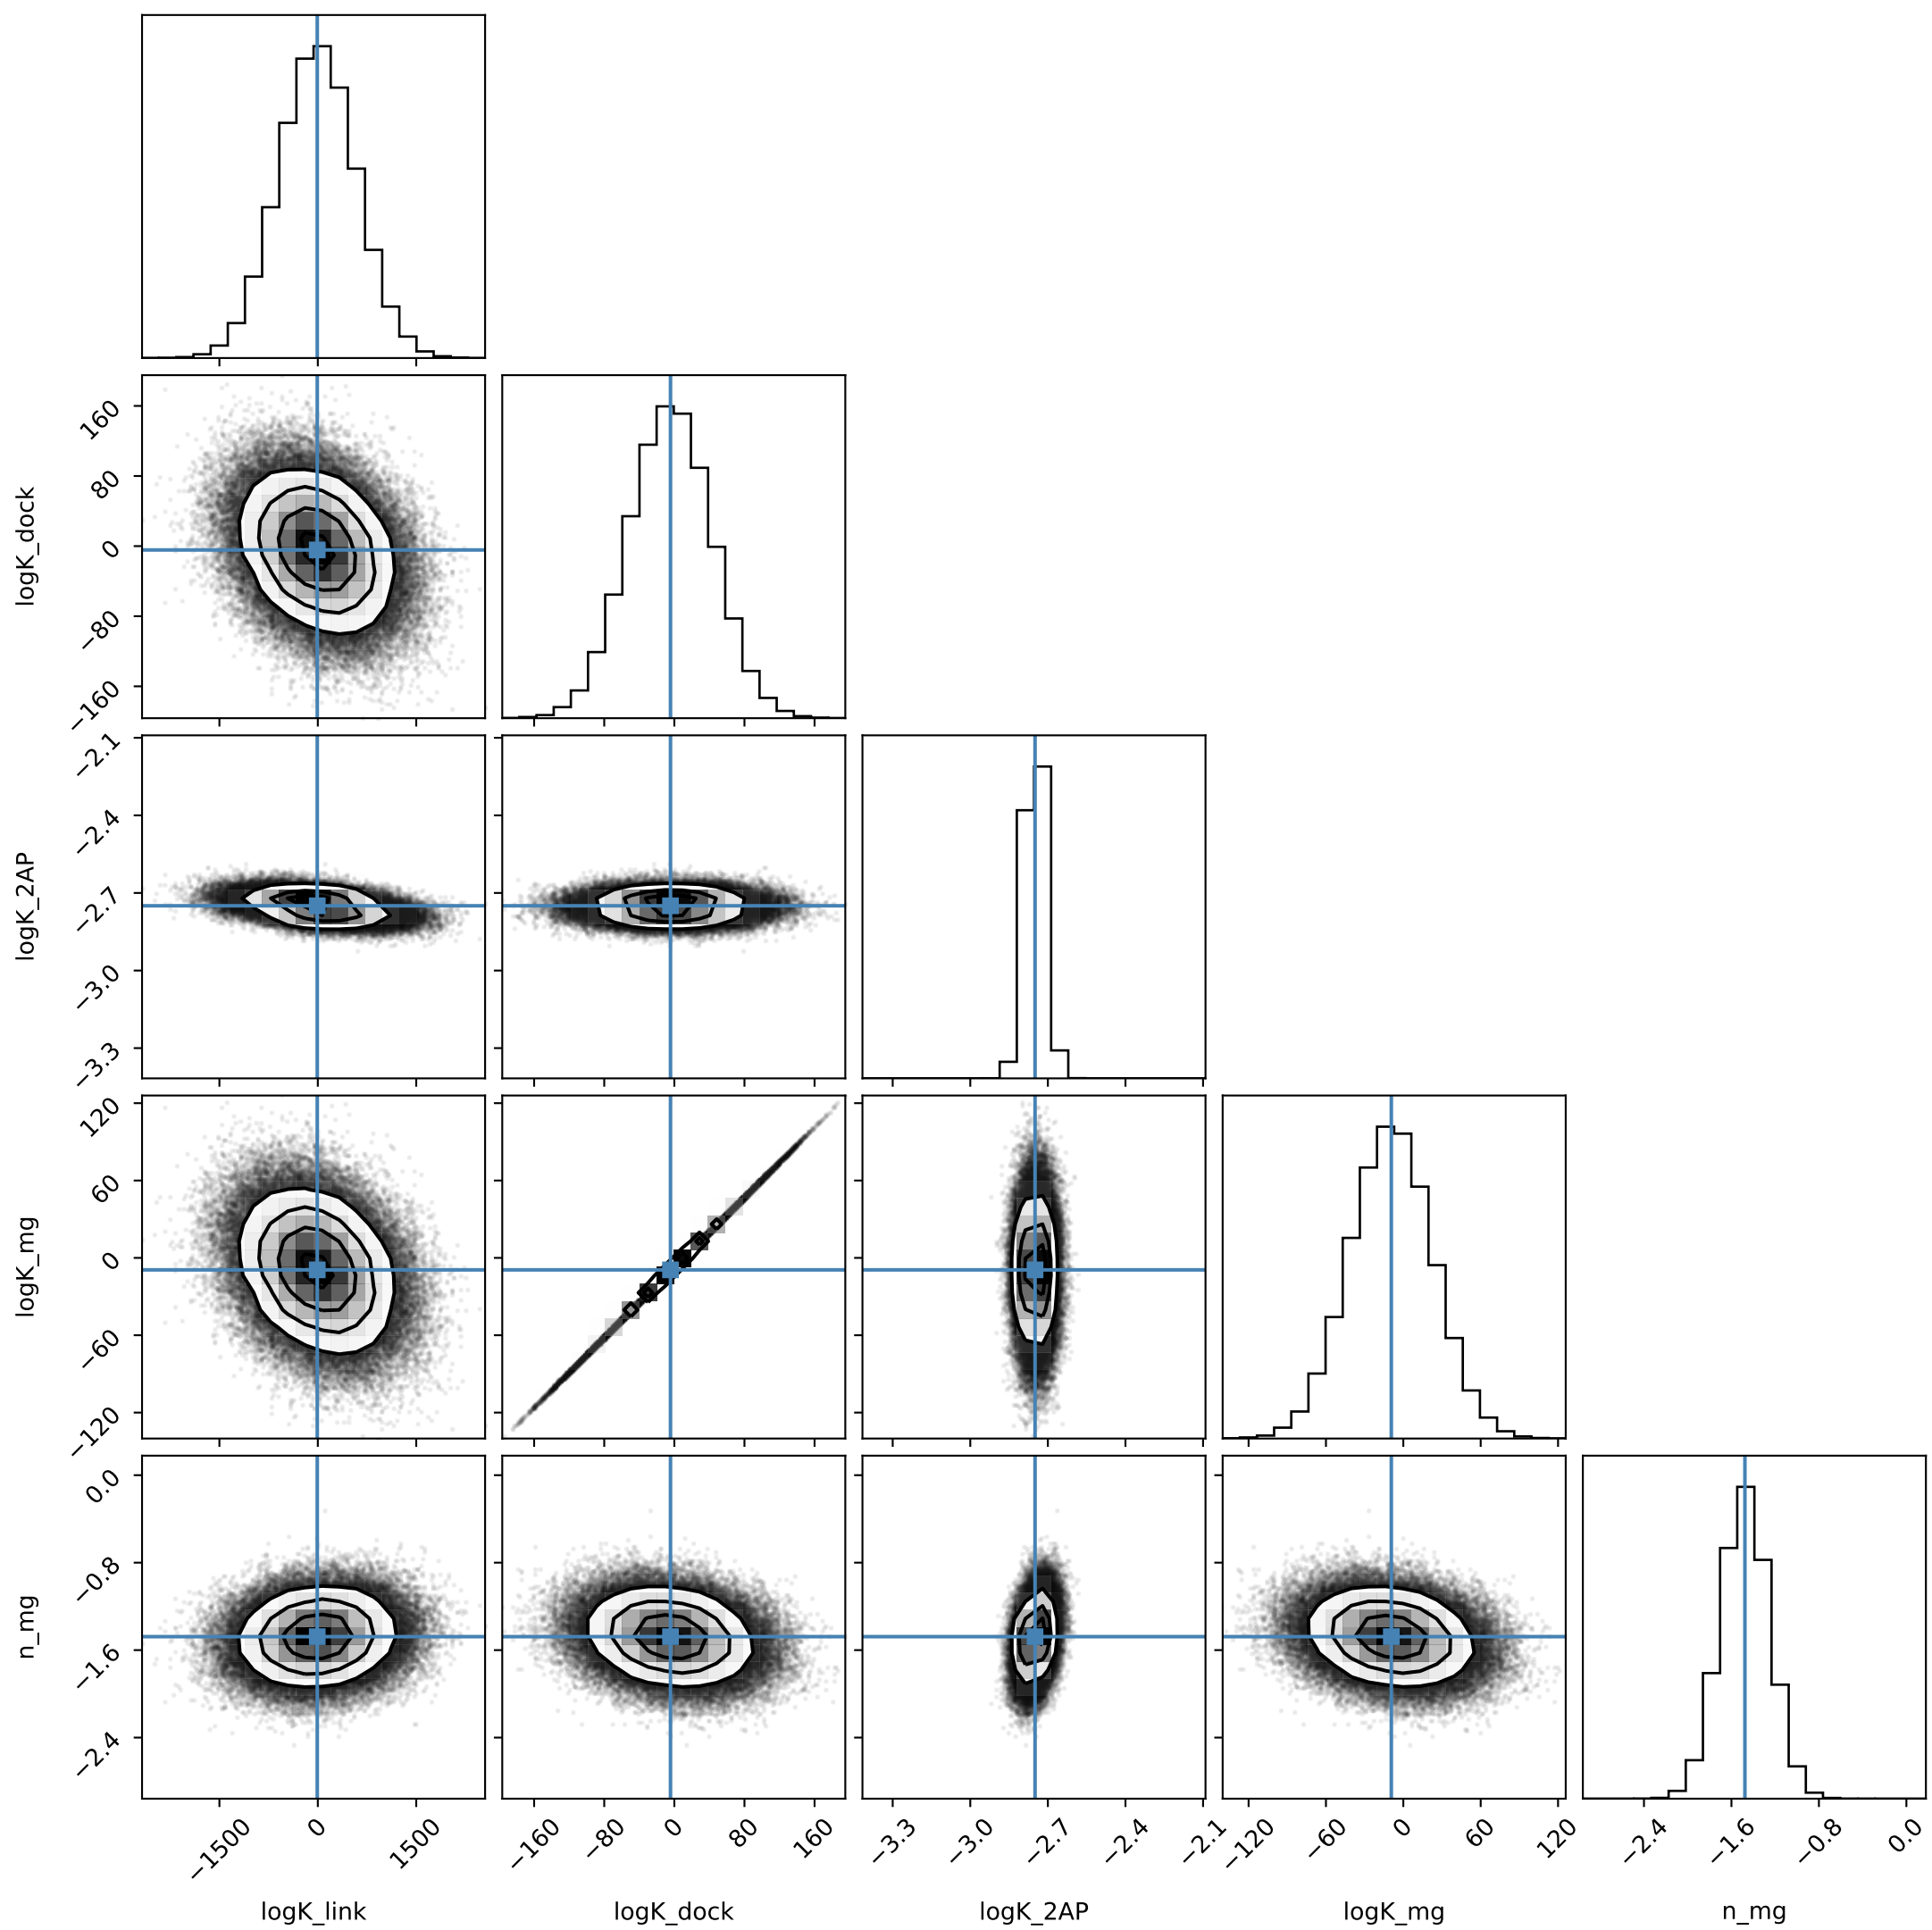 160
80
0
−80
−160
logK_dock
−2.1
−2.4
−2.7
−3.0
−3.3
logK_2AP
120
60
0
−60
−120
logK_mg
0.0
−0.8
−1.6
−2.4
n_mg
−1500 0 1500
−160 −80 0 80 160
−3.3 −3.0 −2.7 −2.4 −2.1
−120 −60 0 60 120
−2.4 −1.6 −0.8 0.0
logK_link logK_dock logK_2AP logK_mg n_mg